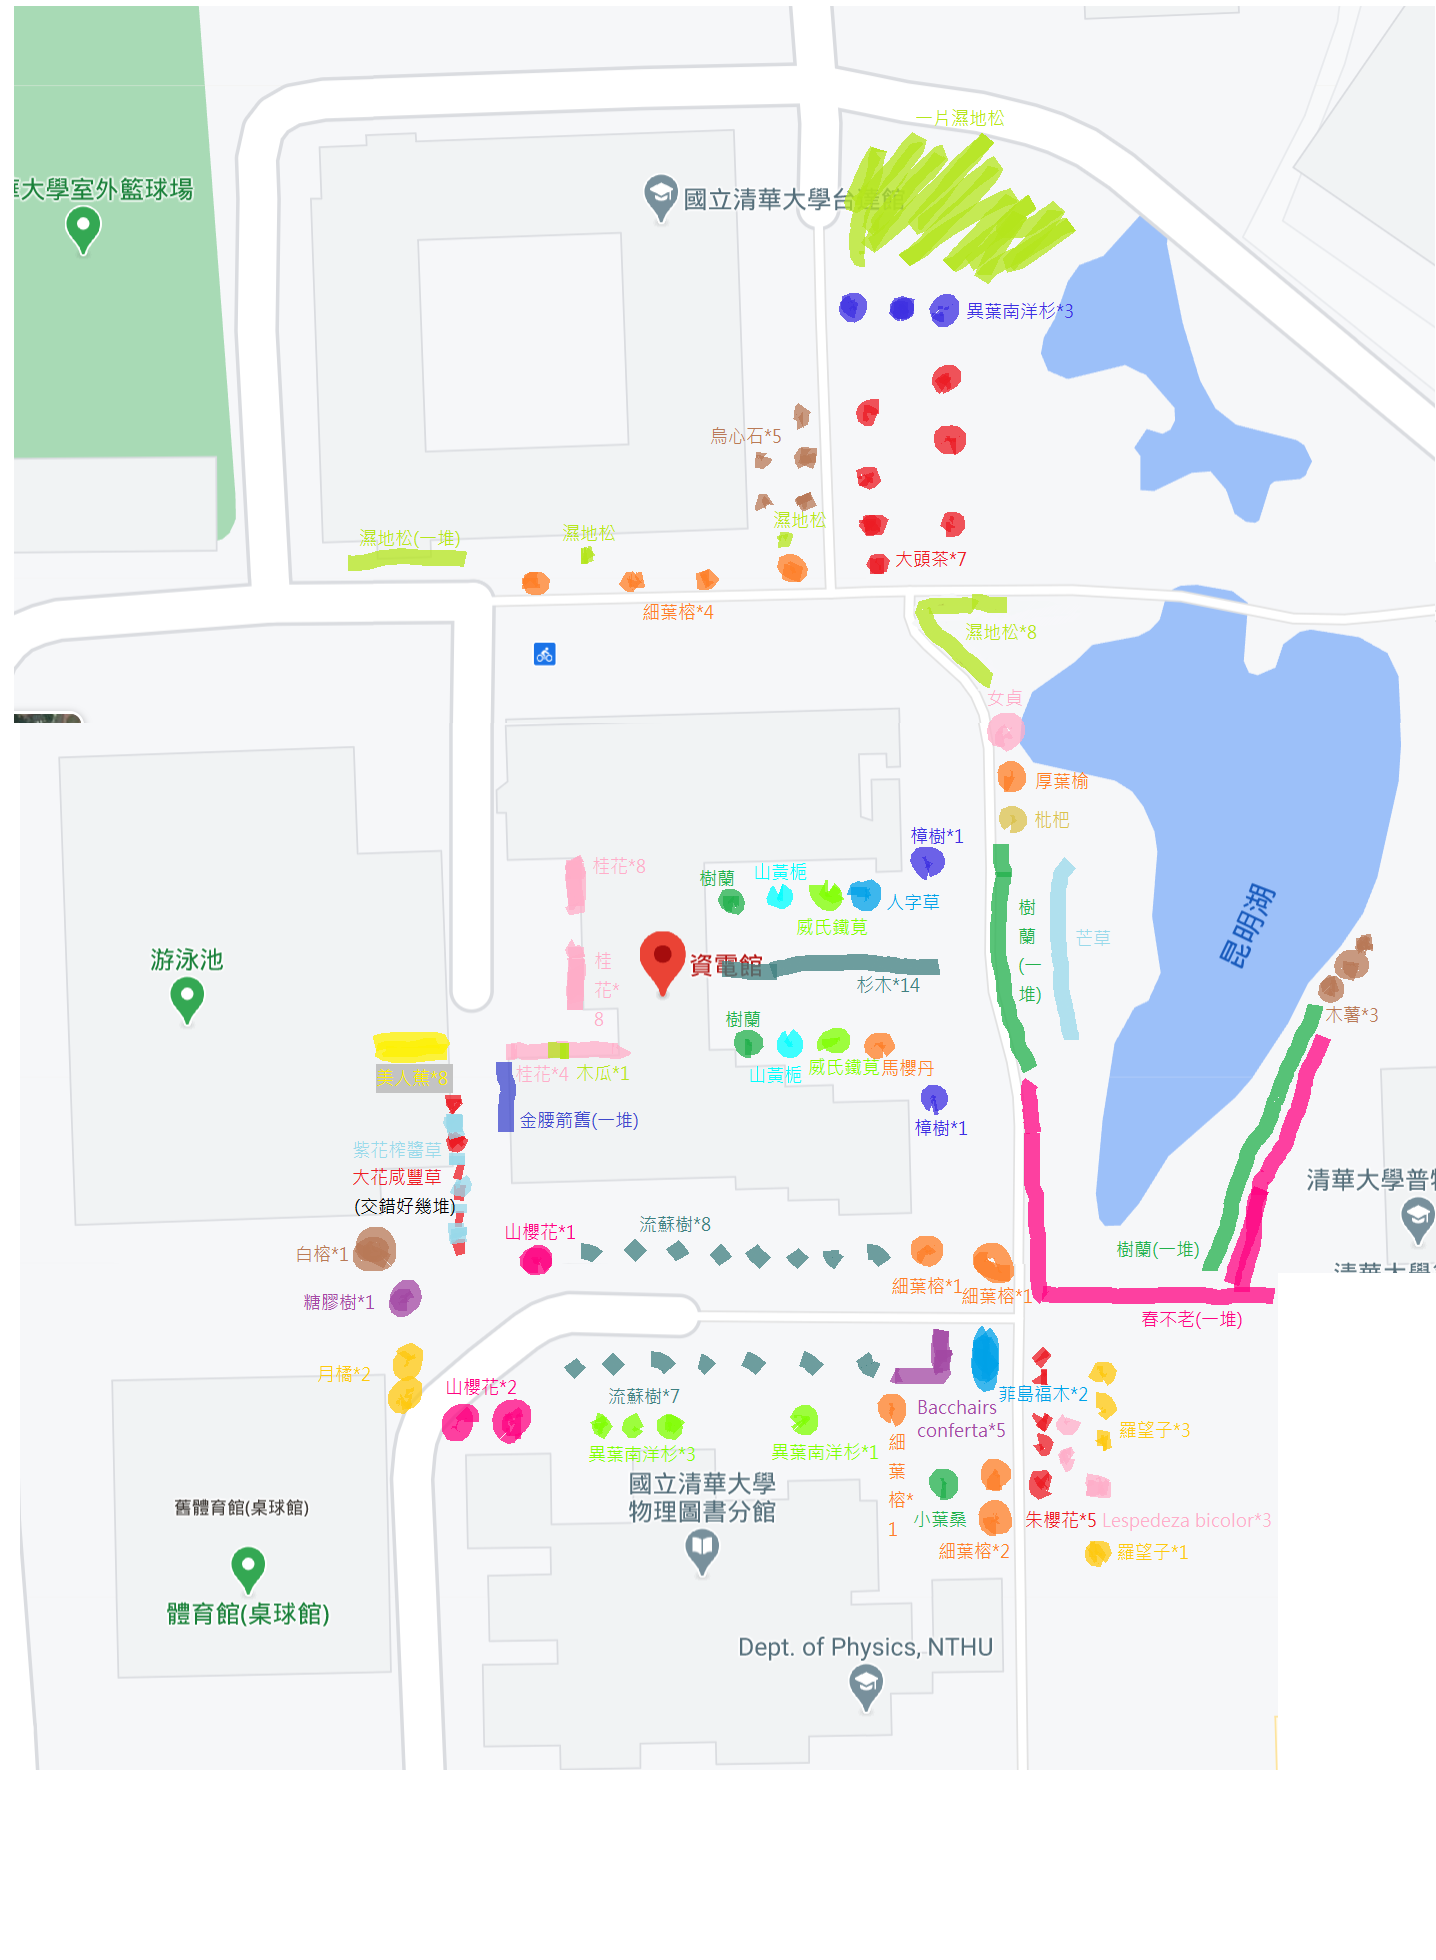 一片濕地松
華大學室外籃球場
國立清華大學台達館
異葉南洋杉*3
烏心石*5
濕地松
濕地松
濕地松(一堆)
大頭茶*7
細葉榕*4
濕地松*8
女貞
厚葉榆
枇杷
樟樹*1
桂花*8
山黃梔
樹蘭
人字草
威氏鐵莧
樹
蘭
(一
堆)
芒草
昆明湖
游泳池
桂
花*
8
資電館
杉木*14
木薯*3
樹蘭
山黃梔
威氏鐵莧
馬櫻丹
美人蕉*8
桂花*4
木瓜*1
金腰箭舊(一堆)
樟樹*1
紫花榨醬草
大花咸豐草
(交錯好幾堆)
清華大學普物
流蘇樹*8
山櫻花*1
白榕*1
樹蘭(一堆)
細葉榕*1
細葉榕*1
糖膠樹*1
春不老(一堆)
月橘*2
山櫻花*2
流蘇樹*7
菲島福木*2
Bacchairs
conferta*5
羅望子*3
異葉南洋杉*3
異葉南洋杉*1
細
葉
榕*
1
國立清華大學
物理圖書分館
舊體育館(桌球館)
小葉桑
朱櫻花*5
Lespedeza bicolor*3
細葉榕*2
羅望子*1
體育館(桌球館)
Dept. of Physics, NTHU